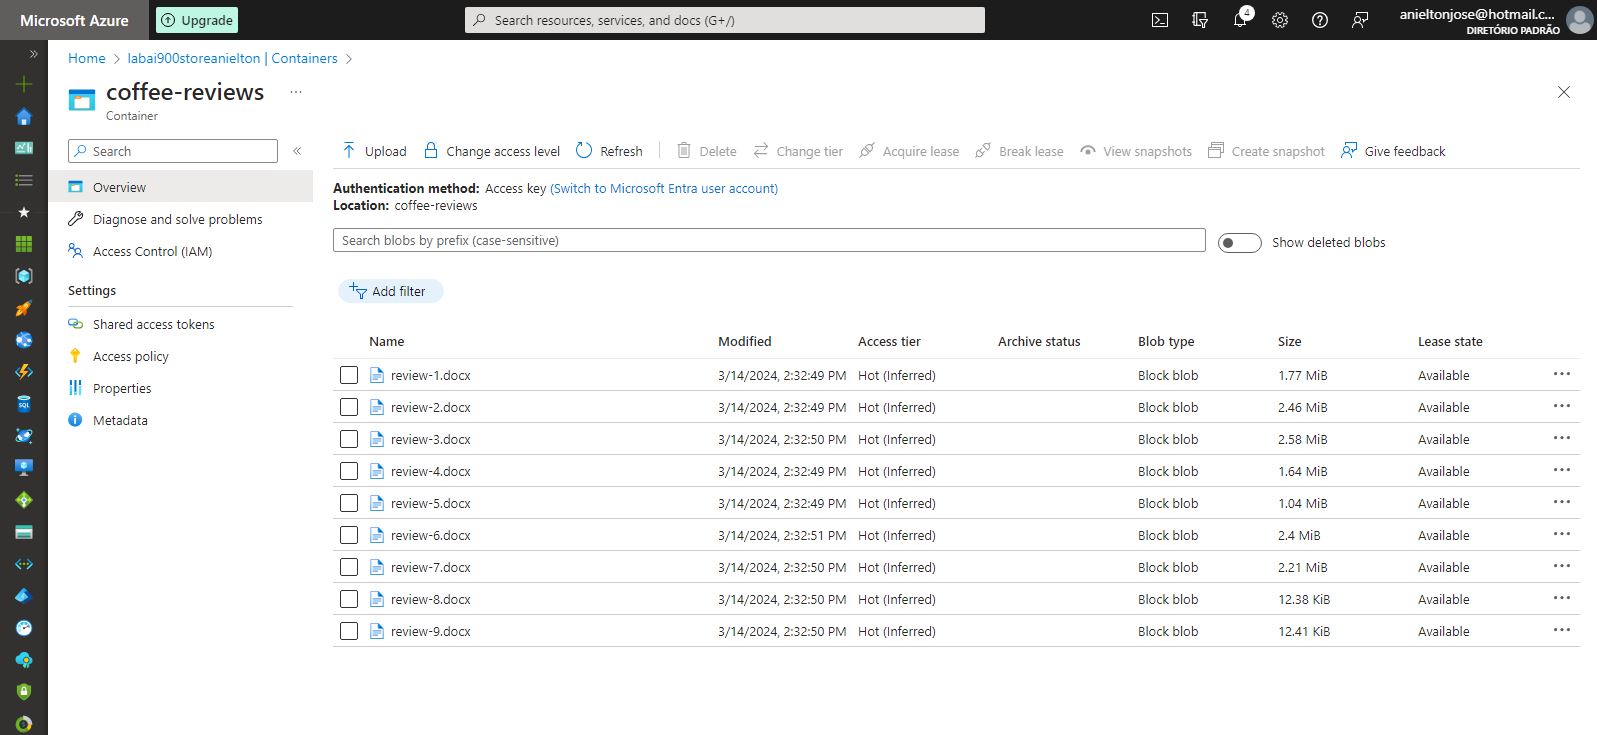 Microsoft Azure
Upgrade
Search resources, services, and docs (G+/)
4
anieltonjose@hotmail.c...
DIRETÓRIO PADRÃO
Home > labai900storeanielton | Containers >
coffee-reviews ...
Container
Search
Overview
Diagnose and solve problems
Access Control (IAM)
Settings
Shared access tokens
Access policy
Properties
Metadata
Upload Change access level Refresh Delete Change tier Acquire lease Break lease View snapshots Create snapshot Give feedback
Authentication method: Access key (Switch to Microsoft Entra user account)
Location: coffee-reviews
Search blobs by prefix (case-sensitive)
Show deleted blobs
Add filter
Name Modified Access tier Archive status Blob type Size Lease state
review-1.docx 3/14/2024, 2:32:49 PM Hot (Inferred) Block blob 1.77 MiB Available
review-2.docx 3/14/2024, 2:32:49 PM Hot (Inferred) Block blob 2.46 MiB Available
review-3.docx 3/14/2024, 2:32:50 PM Hot (Inferred) Block blob 2.58 MiB Available
review-4.docx 3/14/2024, 2:32:49 PM Hot (Inferred) Block blob 1.64 MiB Available
review-5.docx 3/14/2024, 2:32:49 PM Hot (Inferred) Block blob 1.04 MiB Available
review-6.docx 3/14/2024, 2:32:51 PM Hot (Inferred) Block blob 2.4 MiB Available
review-7.docx 3/14/2024, 2:32:50 PM Hot (Inferred) Block blob 2.21 MiB Available
review-8.docx 3/14/2024, 2:32:50 PM Hot (Inferred) Block blob 12.38 KiB Available
review-9.docx 3/14/2024, 2:32:50 PM Hot (Inferred) Block blob 12.41 KiB Available